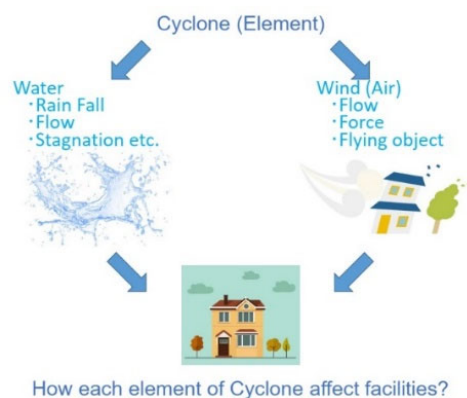 Cyclone (Element)
Water
・Rain Fall
・Flow
・Stagnation etc.
Wind (Air)
・Flow
・Force
・Flying object
How each element of Cyclone affect facilities?